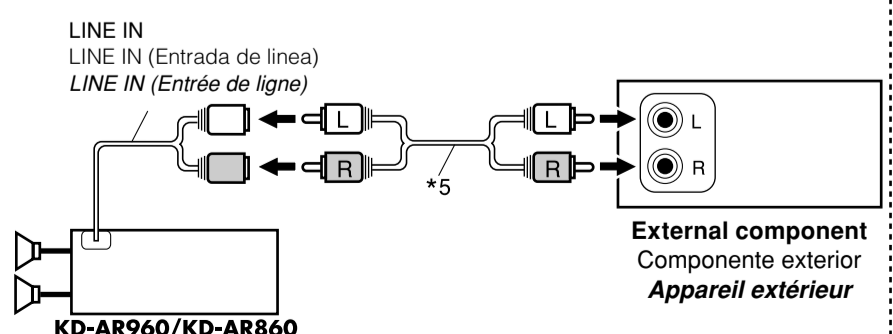 LINE IN
LINE IN (Entrada de linea)
LINE IN (Entrée de ligne)
L
L
L
R
R
R
*5
External component
Componente exterior
Appareil extérieur
KD-AR960/KD-AR860